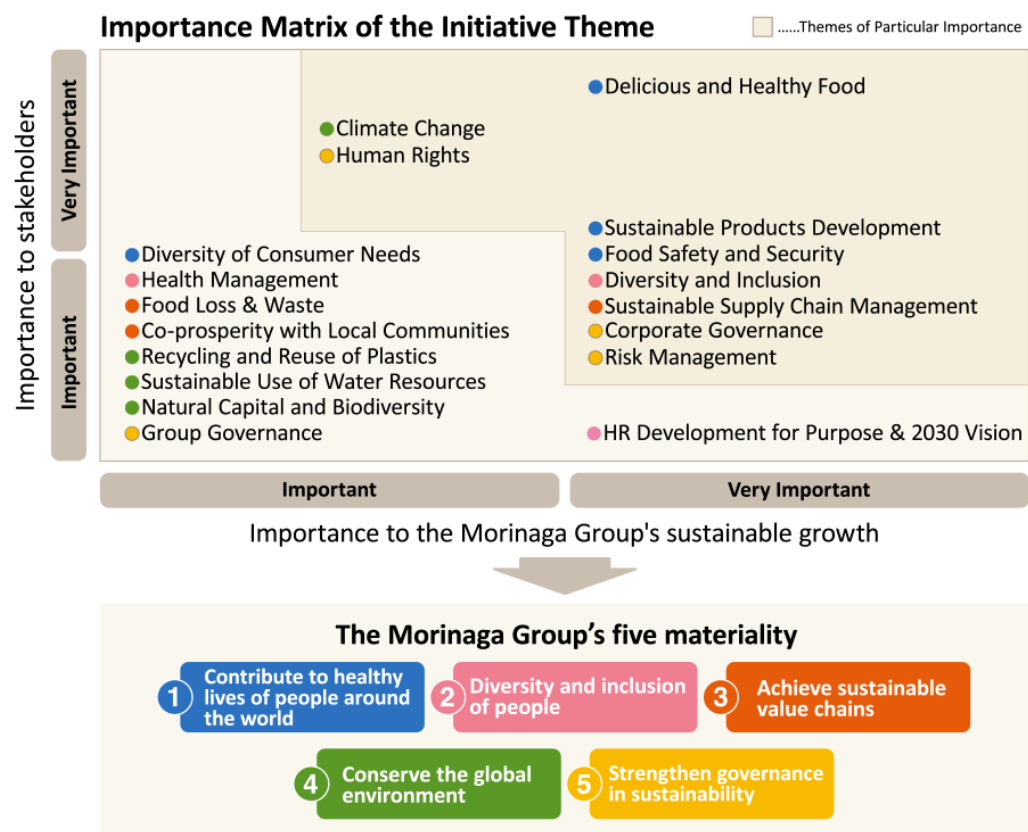 Importance Matrix of the Initiative Theme
......Themes of Particular Importance
Importance to stakeholders
Very Important
Important
Delicious and Healthy Food
Climate Change
Human Rights
Sustainable Products Development
Food Safety and Security
Diversity and Inclusion
Sustainable Supply Chain Management
Corporate Governance
Risk Management
Diversity of Consumer Needs
Health Management
Food Loss & Waste
Co-prosperity with Local Communities
Recycling and Reuse of Plastics
Sustainable Use of Water Resources
Natural Capital and Biodiversity
Group Governance
HR Development for Purpose & 2030 Vision
Important
Very Important
Importance to the Morinaga Group's sustainable growth
The Morinaga Group’s five materiality
1
Contribute to healthy
lives of people around
the world
2
Diversity and inclusion
of people
3
Achieve sustainable
value chains
4
Conserve the global
environment
5
Strengthen governance
in sustainability